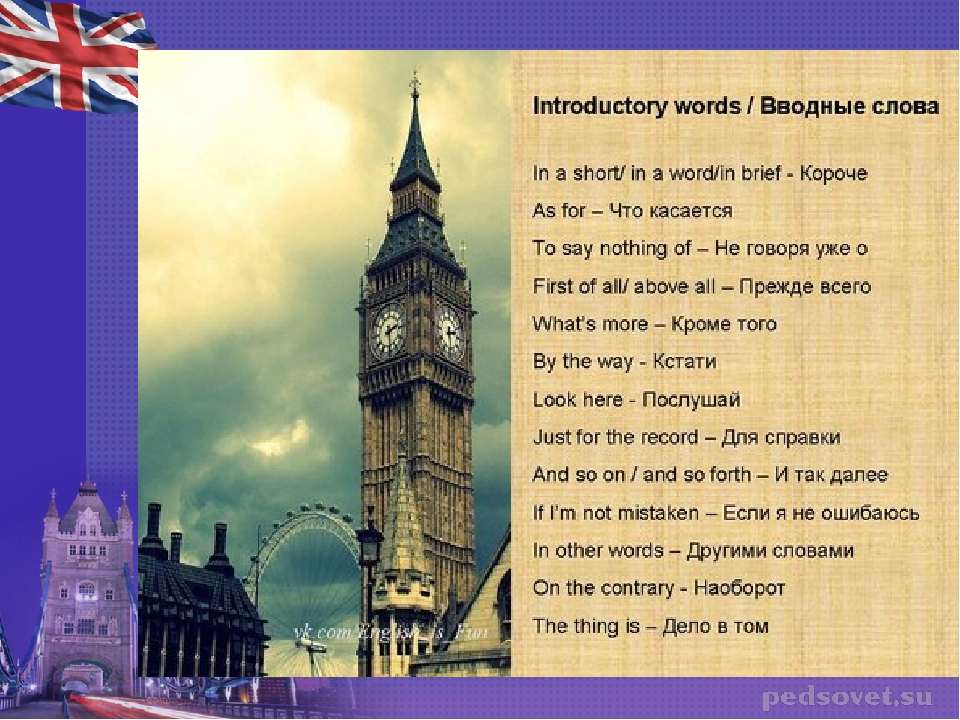 Introductory words / Вводные слова
In a short/ in a word/in brief - Короче
As for – Что касается
To say nothing of – Не говоря уже о
First of all/ above all – Прежде всего
What's more – Кроме того
By the way - Кстати
Look here - Послушай
Just for the record – Для справки
And so on / and so forth – И так далее
If I'm not mistaken – Если я не ошибаюсь
In other words – Другими словами
On the contrary - Наоборот
The thing is – Дело в том
vk.com/English_is_Fun
pedsovet.su